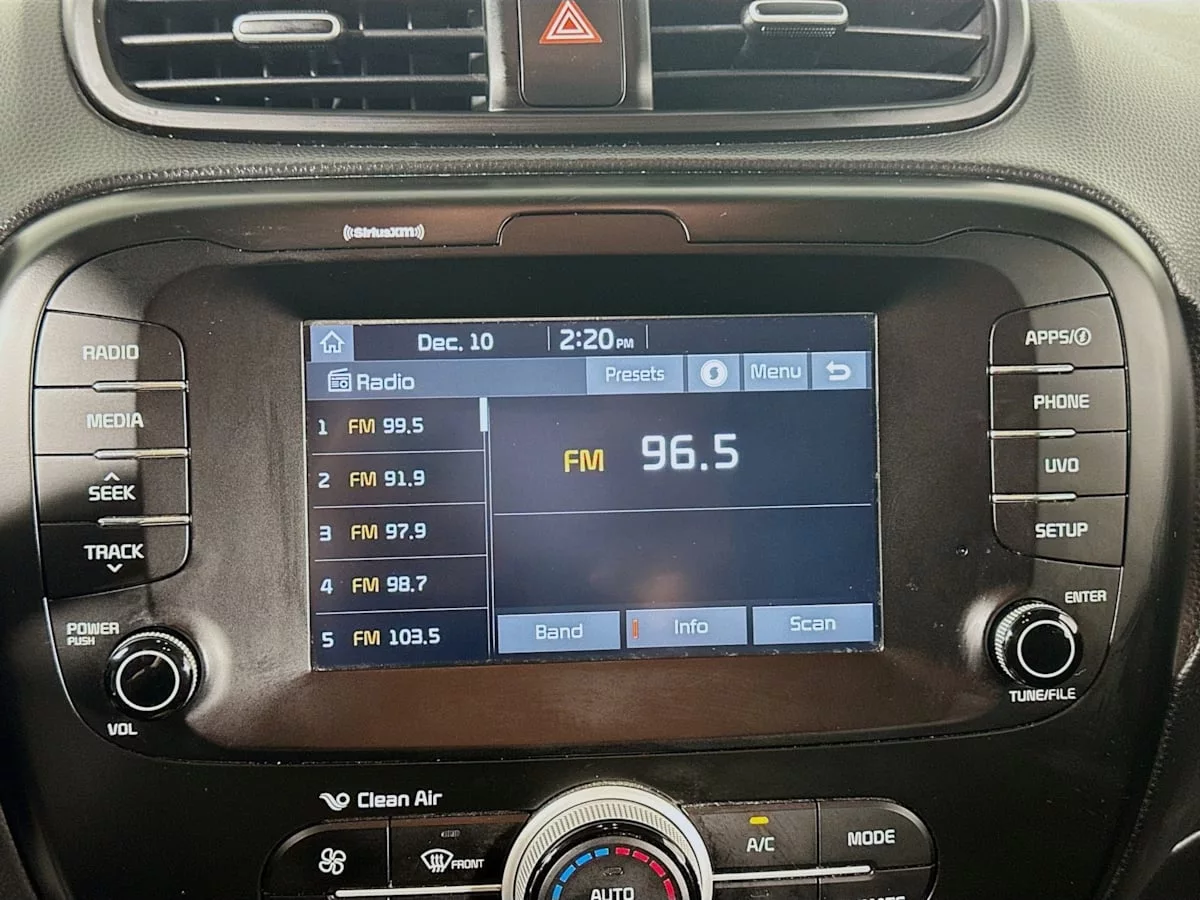 SiriusXM
RADIO
MEDIA
SEEK
TRACK
POWER
PUSH
VOL
Dec. 10 2:20 PM
Radio Presets Menu
1 FM 99.5
2 FM 91.9
3 FM 97.9
4 FM 98.7
5 FM 103.5
FM 96.5
Band Info Scan
APPS/i
PHONE
UVO
SETUP
ENTER
TUNE/FILE
Clean Air
FRONT
AUTO
A/C
MODE